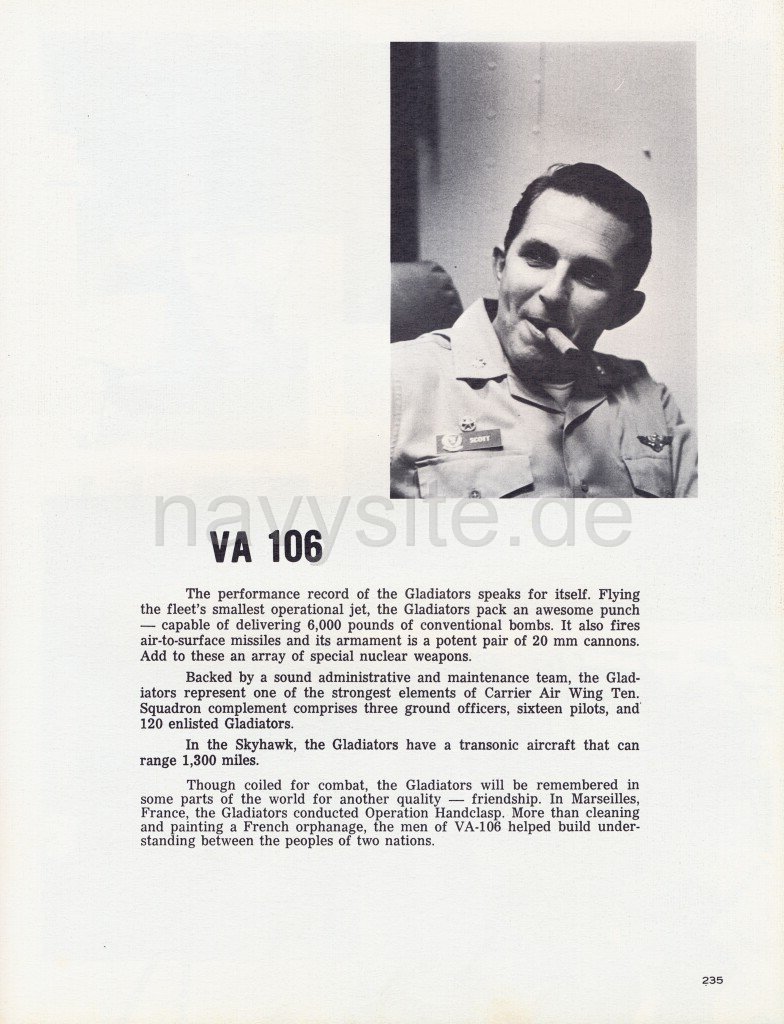 SCOTT
navysite.de
VA 106
The performance record of the Gladiators speaks for itself. Flying
the fleet's smallest operational jet, the Gladiators pack an awesome punch
— capable of delivering 6,000 pounds of conventional bombs. It also fires
air-to-surface missiles and its armament is a potent pair of 20 mm cannons.
Add to these an array of special nuclear weapons.
Backed by a sound administrative and maintenance team, the Glad-
iators represent one of the strongest elements of Carrier Air Wing Ten.
Squadron complement comprises three ground officers, sixteen pilots, and
120 enlisted Gladiators.
In the Skyhawk, the Gladiators have a transonic aircraft that can
range 1,300 miles.
Though coiled for combat, the Gladiators will be remembered in
some parts of the world for another quality — friendship. In Marseilles,
France, the Gladiators conducted Operation Handclasp. More than cleaning
and painting a French orphanage, the men of VA-106 helped build under-
standing between the peoples of two nations.
235